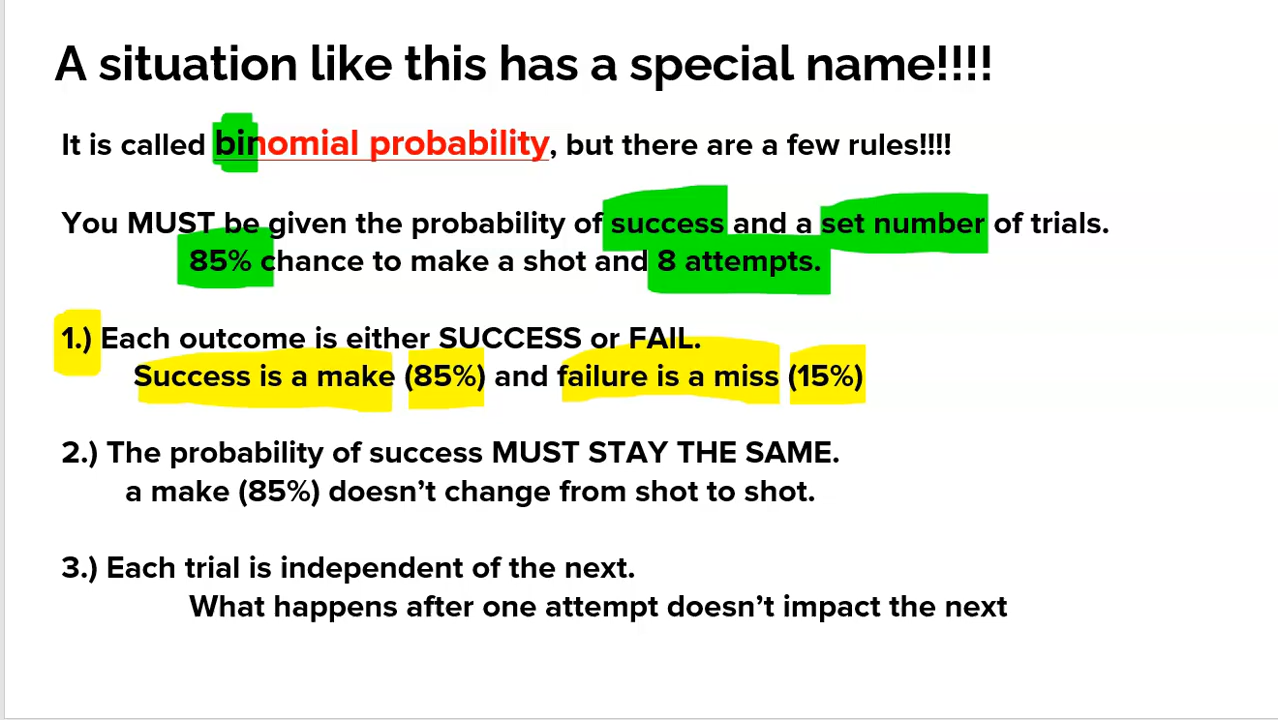 A situation like this has a special name!!!!
It is called binomial probability, but there are a few rules!!!!
You MUST be given the probability of success and a set number of trials.
85% chance to make a shot and 8 attempts.
1.) Each outcome is either SUCCESS or FAIL.
Success is a make (85%) and failure is a miss (15%)
2.) The probability of success MUST STAY THE SAME.
a make (85%) doesn’t change from shot to shot.
3.) Each trial is independent of the next.
What happens after one attempt doesn’t impact the next